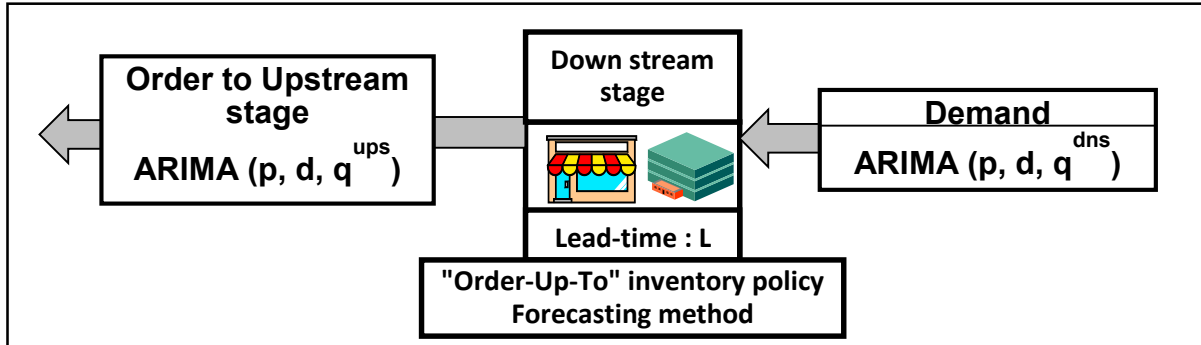 Order to Upstream
stage
ARIMA (p, d, q^ups)
Down stream
stage
Lead-time : L
"Order-Up-To" inventory policy
Forecasting method
Demand
ARIMA (p, d, q^dns)